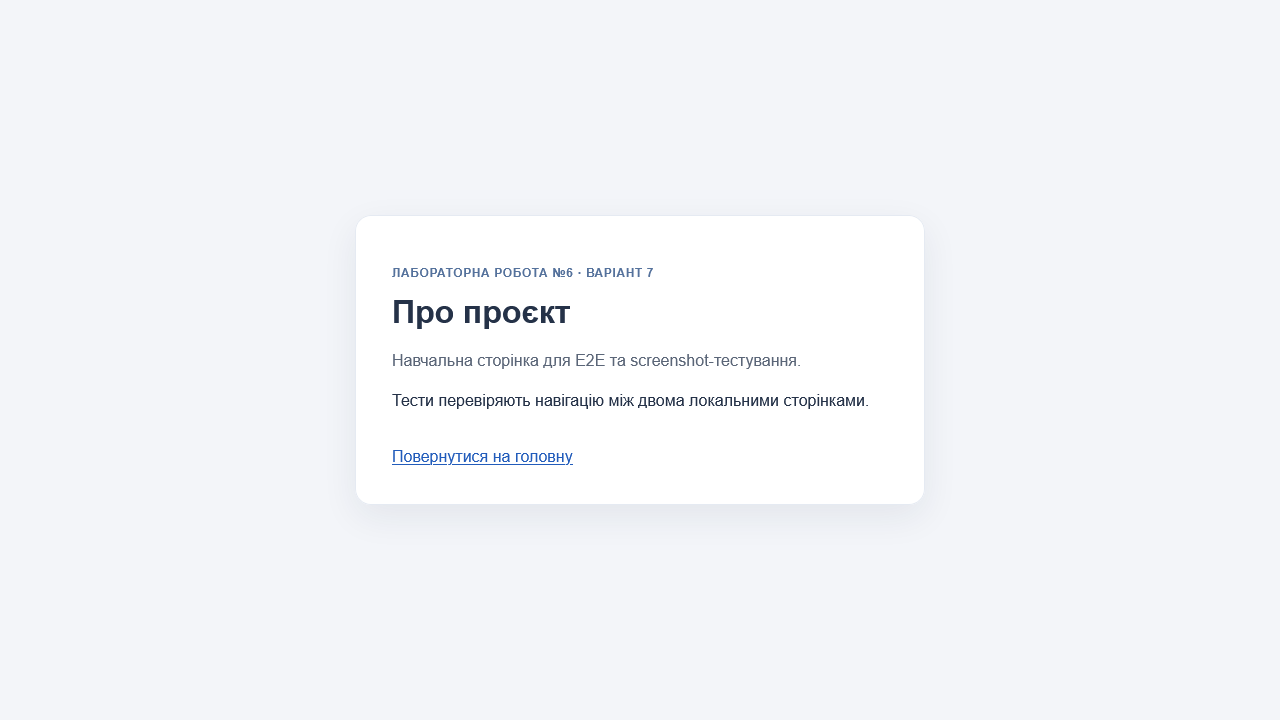 ЛАБОРАТОРНА РОБОТА №6 · ВАРІАНТ 7
Про проєкт
Навчальна сторінка для E2E та screenshot-тестування.
Тести перевіряють навігацію між двома локальними сторінками.
Повернутися на головну